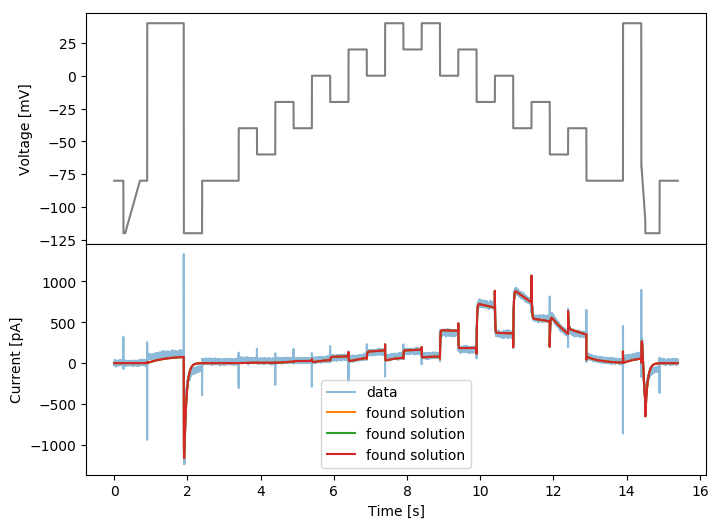 Voltage [mV]
25
0
−25
−50
−75
−100
−125
Current [pA]
1000
500
0
−500
−1000
data
found solution
found solution
found solution
0 2 4 6 8 10 12 14 16
Time [s]